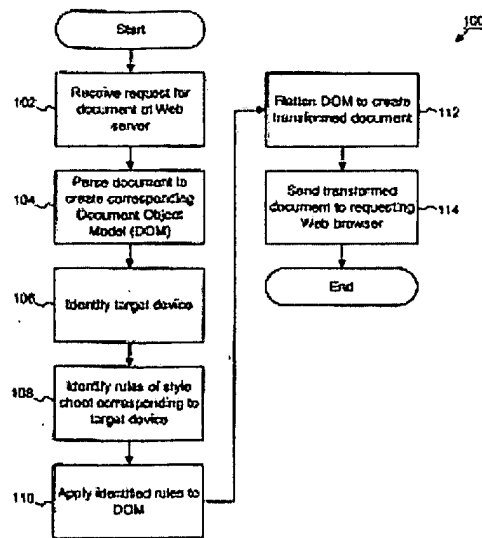 100
Start
102
Receive request for
document at Web
server
104
Parse document to
create corresponding
Document Object
Model (DOM)
106
Identify target device
108
Identify rules of style
sheet corresponding to
target device
110
Apply identified rules to
DOM
Flatten DOM to create
transformed document
112
Send transformed
document to requesting
Web browser
114
End